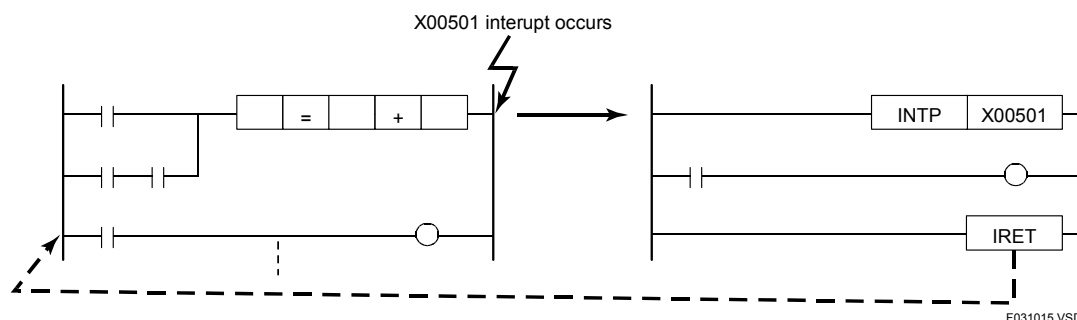 X00501 interupt occurs
= +
INTP X00501
IRET
F031015.VSD